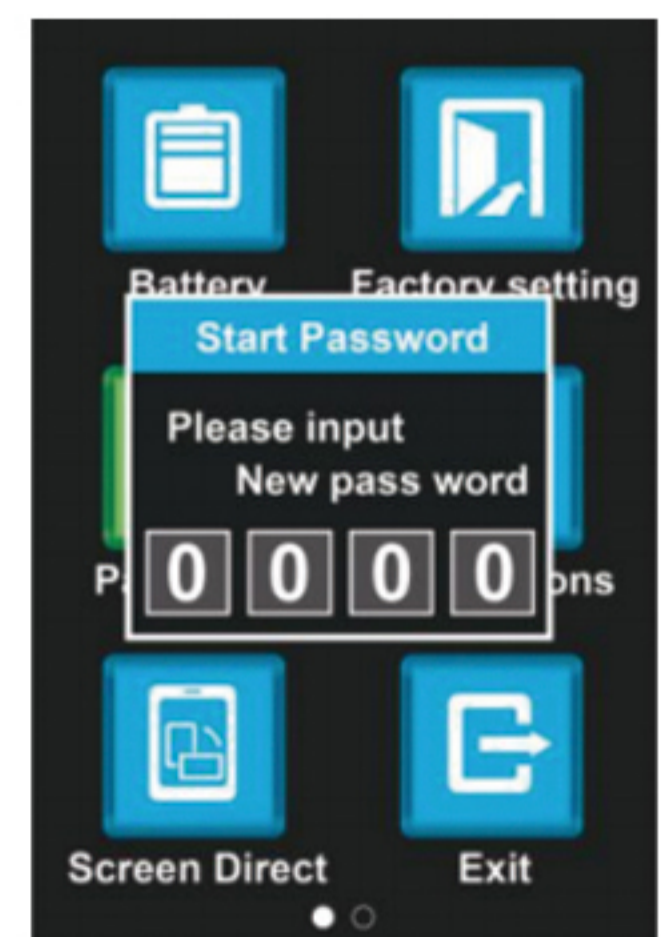 Battery
Factory setting
Start Password
Please input
New pass word
0 0 0 0
Screen Direct
Exit